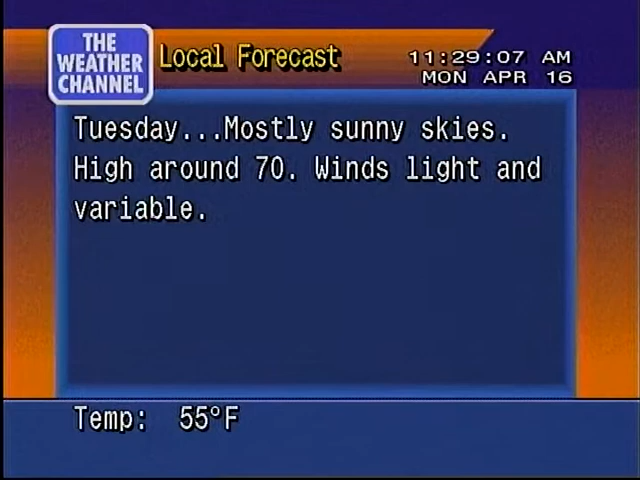 THE
WEATHER
CHANNEL
Local Forecast
11:29:07 AM
MON APR 16
Tuesday...Mostly sunny skies.
High around 70. Winds light and
variable.
Temp: 55°F